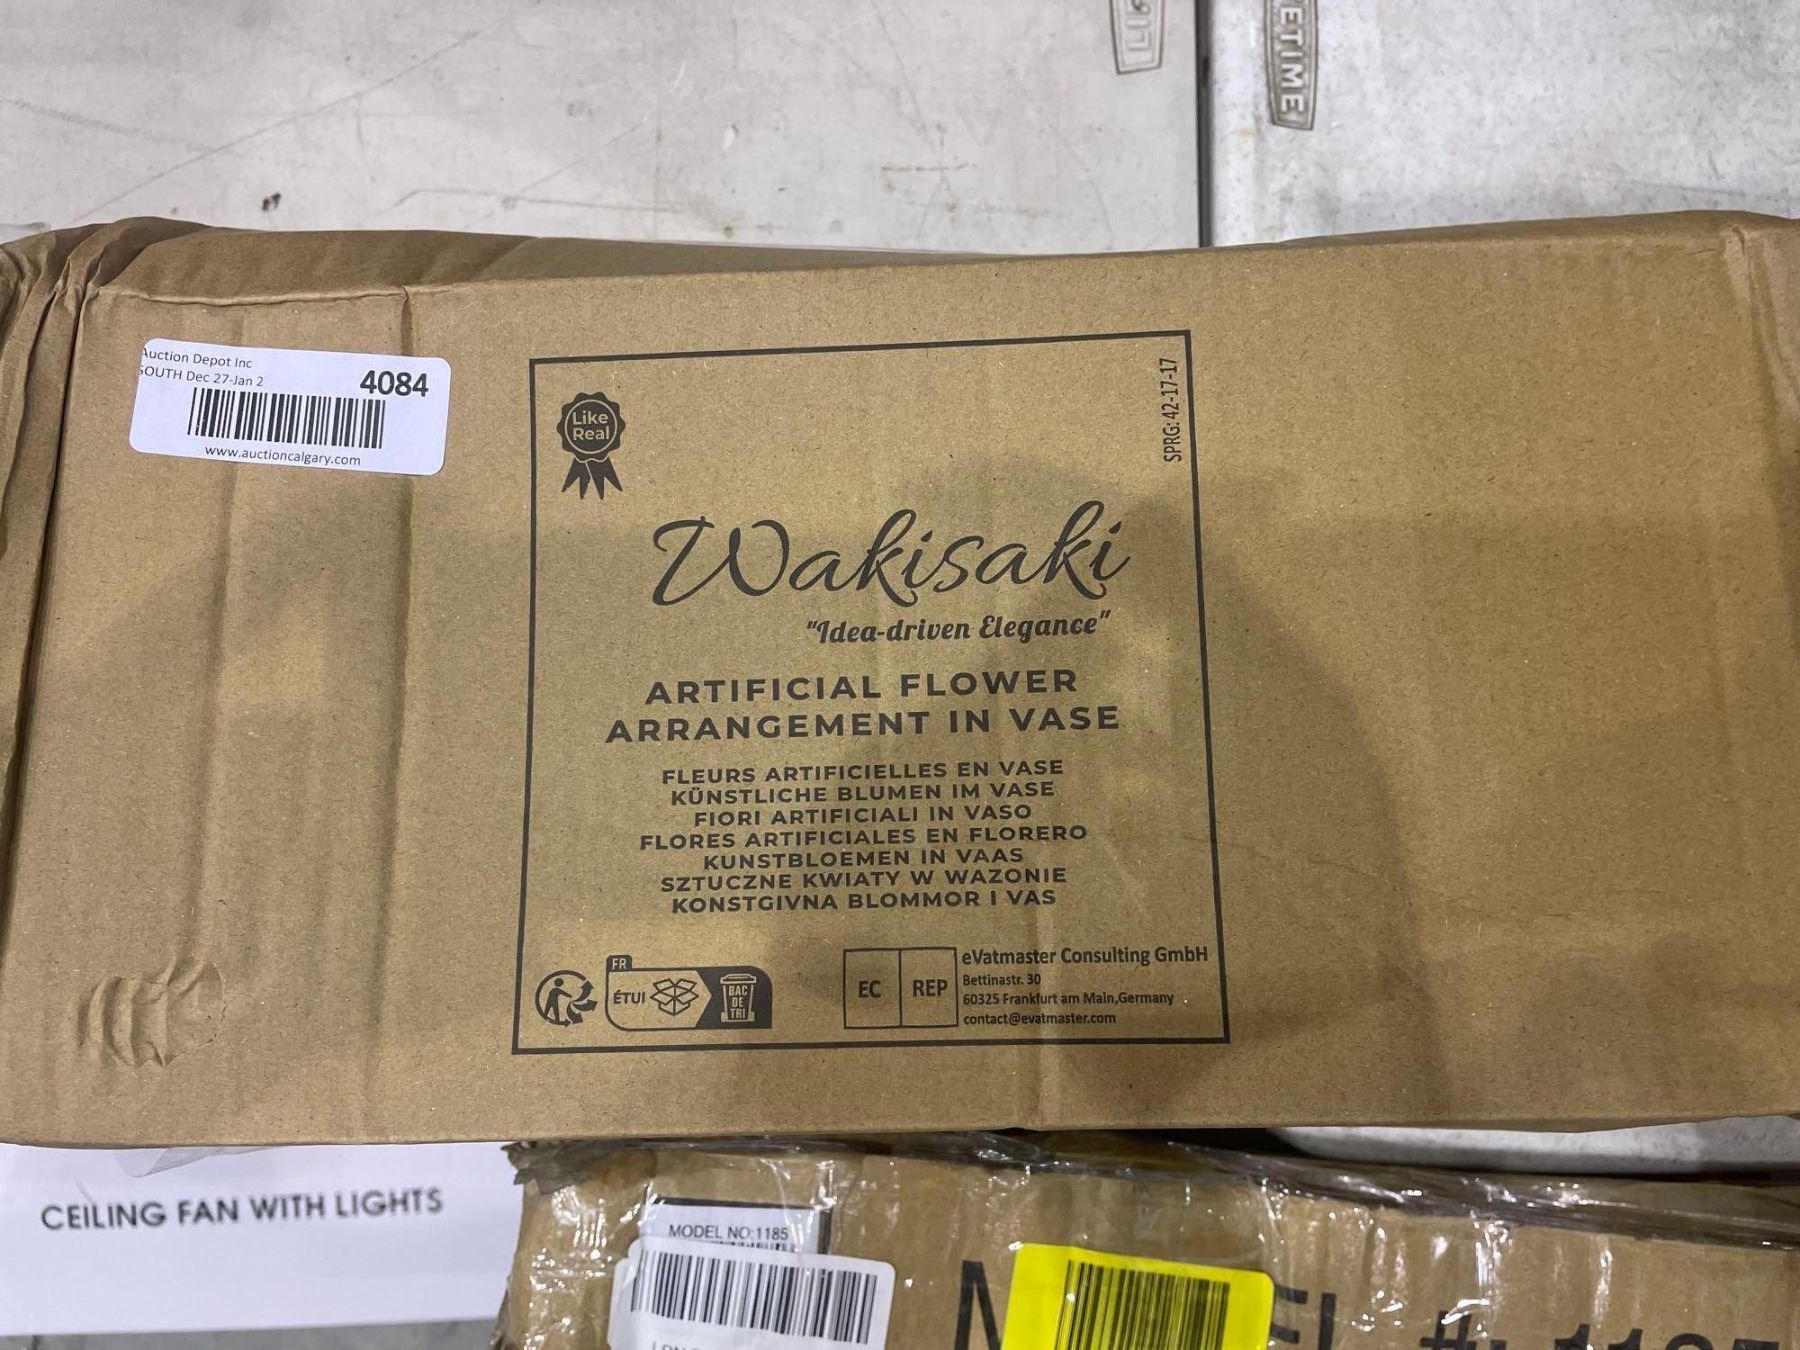 ETIME
Auction Depot Inc
SOUTH Dec 27-Jan 2
4084
www.auctioncalgary.com
Like
Real
SPRG: 42-17-17
Wakisaki
"Idea-driven Elegance"
ARTIFICIAL FLOWER
ARRANGEMENT IN VASE
FLEURS ARTIFICIELLES EN VASE
KÜNSTLICHE BLUMEN IM VASE
FIORI ARTIFICIALI IN VASO
FLORES ARTIFICIALES EN FLORERO
KUNSTBLOEMEN IN VAAS
SZTUCZNE KWIATY W WAZONIE
KONSTGIVNA BLOMMOR I VAS
FR
ÉTUI
BAC
DE
TRI
EC REP
eVatmaster Consulting GmbH
Bettinastr. 30
60325 Frankfurt am Main,Germany
contact@evatmaster.com
CEILING FAN WITH LIGHTS
MODEL NO:1185